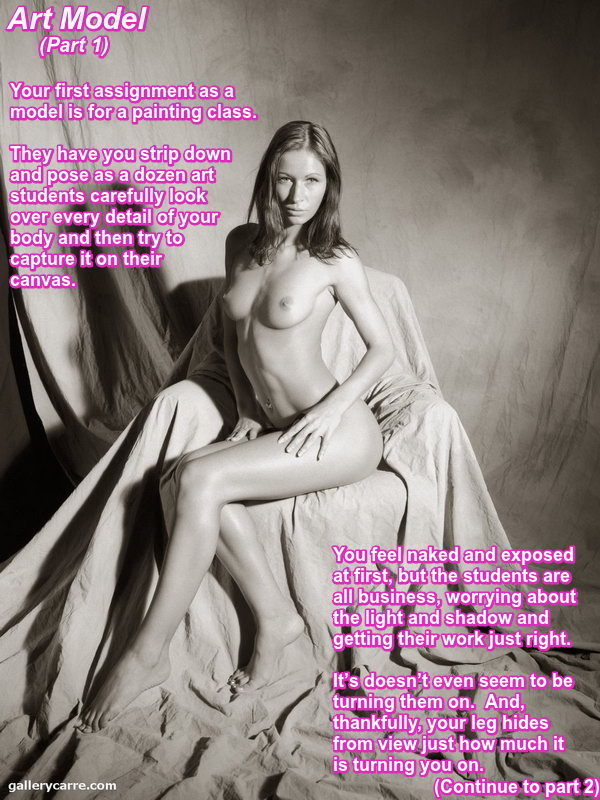 Art Model
(Part 1)
Your first assignment as a
model is for a painting class.
They have you strip down
and pose as a dozen art
students carefully look
over every detail of your
body and then try to
capture it on their
canvas.
You feel naked and exposed
at first, but the students are
all business, worrying about
the light and shadow and
getting their work just right.
It's doesn't even seem to be
turning them on.  And,
thankfully, your leg hides
from view just how much it
is turning you on.
(Continue to part 2)
gallerycarre.com